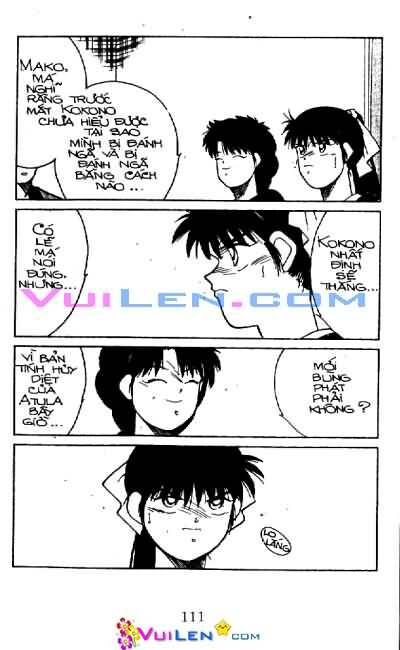 MAKO,
MÁ
NGHĨ
RẰNG TRƯỚC
MẮT KOKONO
CHƯA HIỂU ĐƯỢC
TẠI SAO
MÌNH BỊ ĐÁNH
NGÃ VÀ BỊ
ĐÁNH NGÃ
BẰNG CÁCH
NÀO...
KOKONO
NHẤT
ĐỊNH
SẼ
THẮNG...
CÓ
LẼ
MÁ
NÓI
ĐÚNG.
NHƯNG...
VUILEN.COM
MỚI
BÙNG
PHÁT
PHẢI
KHÔNG?
VÌ BẢN
TÍNH HỦY
DIỆT
CỦA
ATULA
BÂY
GIỜ...
LO
LẮNG
111
VUILEN.COM